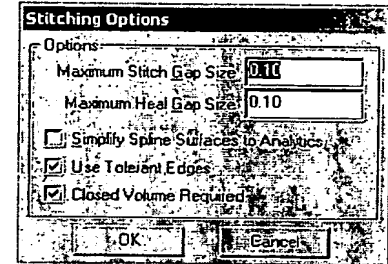 Stitching Options
Options
Maximum Stitch Gap Size 0.10
Maximum Heal Gap Size 0.10
Simplify Spline Surfaces to Analytics
Use Tolerant Edges
Closed Volume Required
OK Cancel